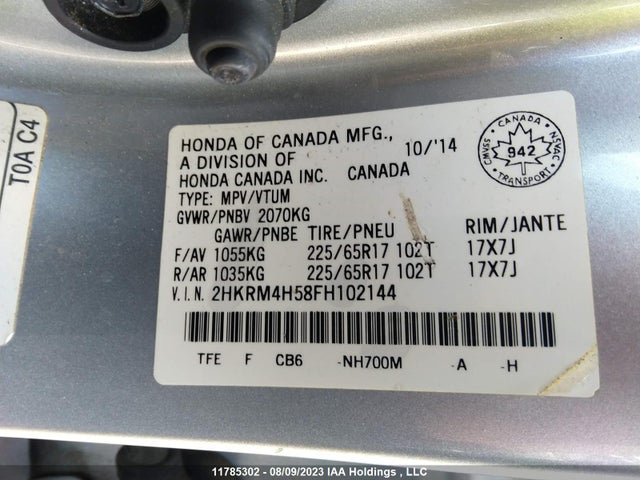 TOA C4
HONDA OF CANADA MFG.,
A DIVISION OF
HONDA CANADA INC. CANADA
10/'14
CANADA
CMVSS
942
NSVAC
TRANSPORT
TYPE: MPV/VTUM
GVWR/PNBV 2070KG
GAWR/PNBE TIRE/PNEU RIM/JANTE
F/AV 1055KG 225/65R17 102T 17X7J
R/AR 1035KG 225/65R17 102T 17X7J
V.I.N. 2HKRM4H58FH102144
TFE F CB6 -NH700M -A -H
11785302 - 08/09/2023 IAA Holdings , LLC